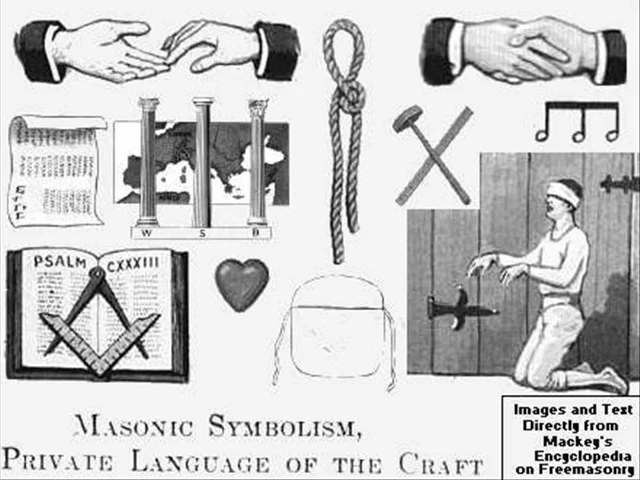 W S B
PSALM CXXXIII
MASONIC SYMBOLISM,
PRIVATE LANGUAGE OF THE CRAFT
Images and Text
Directly from
Mackey's
Encyclopedia
on Freemasonry